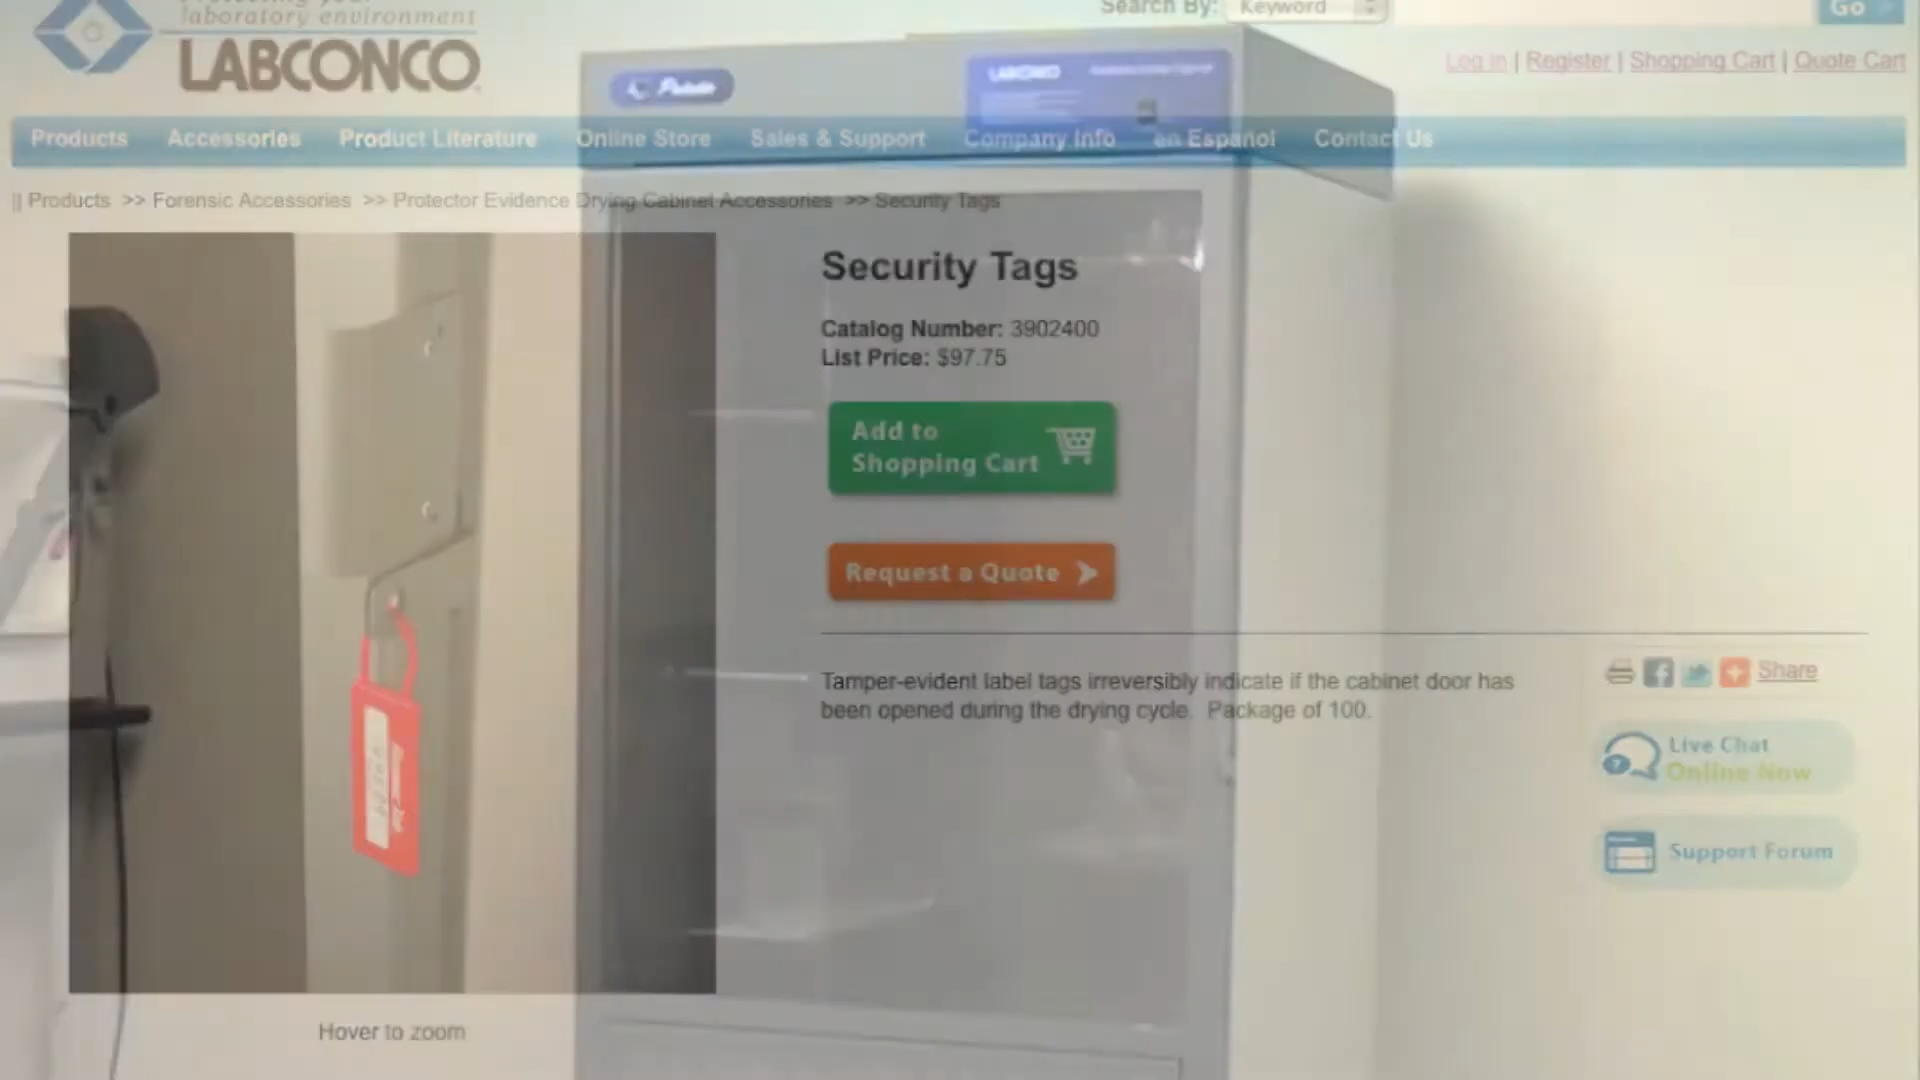 laboratory environment
LABCONCO
Search By: Keyword
Go
Log In | Register | Shopping Cart | Quote Cart
LABCONCO
Products Accessories Product Literature Online Store Sales & Support Company Info en Español Contact Us
|| Products >> Forensic Accessories >> Protector Evidence Drying Cabinet Accessories >> Security Tags
Security Tags
Catalog Number: 3902400
List Price: $97.75
Add to
Shopping Cart
Request a Quote
Tamper-evident label tags irreversibly indicate if the cabinet door has
been opened during the drying cycle. Package of 100.
Share
Live Chat
Online Now
Support Forum
Hover to zoom